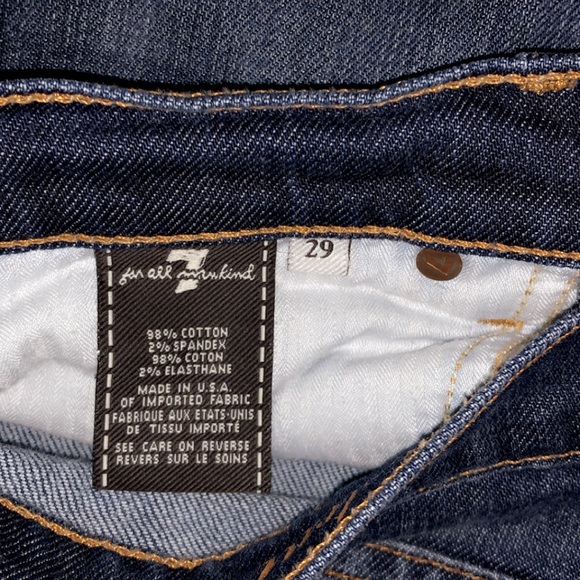 7
for all mankind
29
98% COTTON
2% SPANDEX
98% COTON
2% ELASTHANE
MADE IN U.S.A.
OF IMPORTED FABRIC
FABRIQUE AUX ETATS-UNIS
DE TISSU IMPORTÉ
SEE CARE ON REVERSE
REVERS SUR LE SOINS